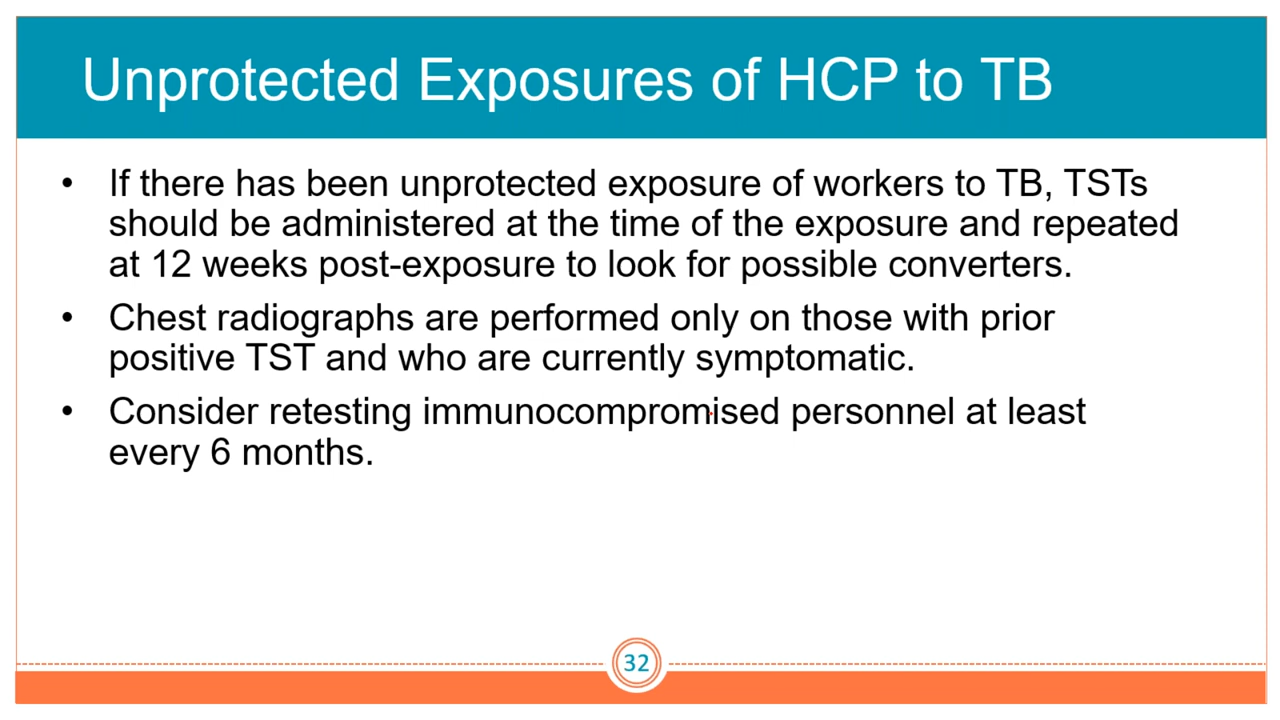 Unprotected Exposures of HCP to TB
• If there has been unprotected exposure of workers to TB, TSTs
should be administered at the time of the exposure and repeated
at 12 weeks post-exposure to look for possible converters.
• Chest radiographs are performed only on those with prior
positive TST and who are currently symptomatic.
• Consider retesting immunocompromised personnel at least
every 6 months.
32